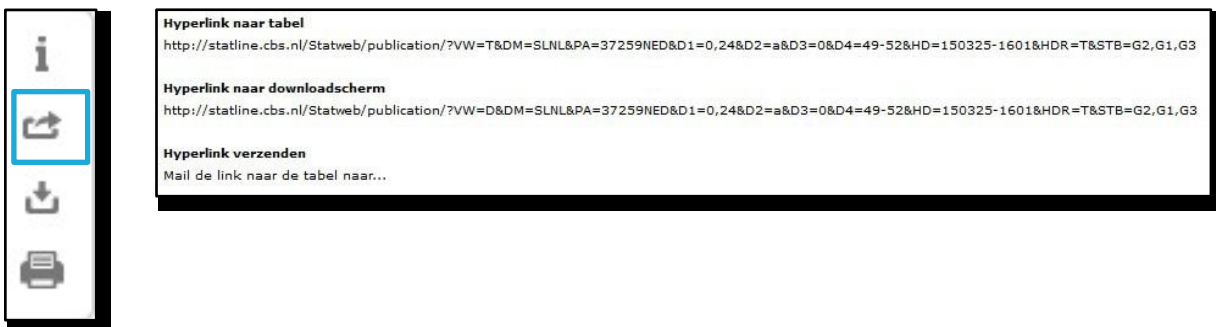 Hyperlink naar tabel
http://statline.cbs.nl/Statweb/publication/?VW=T&DM=SLNL&PA=37259NED&D1=0,24&D2=a&D3=0&D4=49-52&HD=150325-1601&HDR=T&STB=G2,G1,G3
Hyperlink naar downloadscherm
http://statline.cbs.nl/Statweb/publication/?VW=D&DM=SLNL&PA=37259NED&D1=0,24&D2=a&D3=0&D4=49-52&HD=150325-1601&HDR=T&STB=G2,G1,G3
Hyperlink verzenden
Mail de link naar de tabel naar...